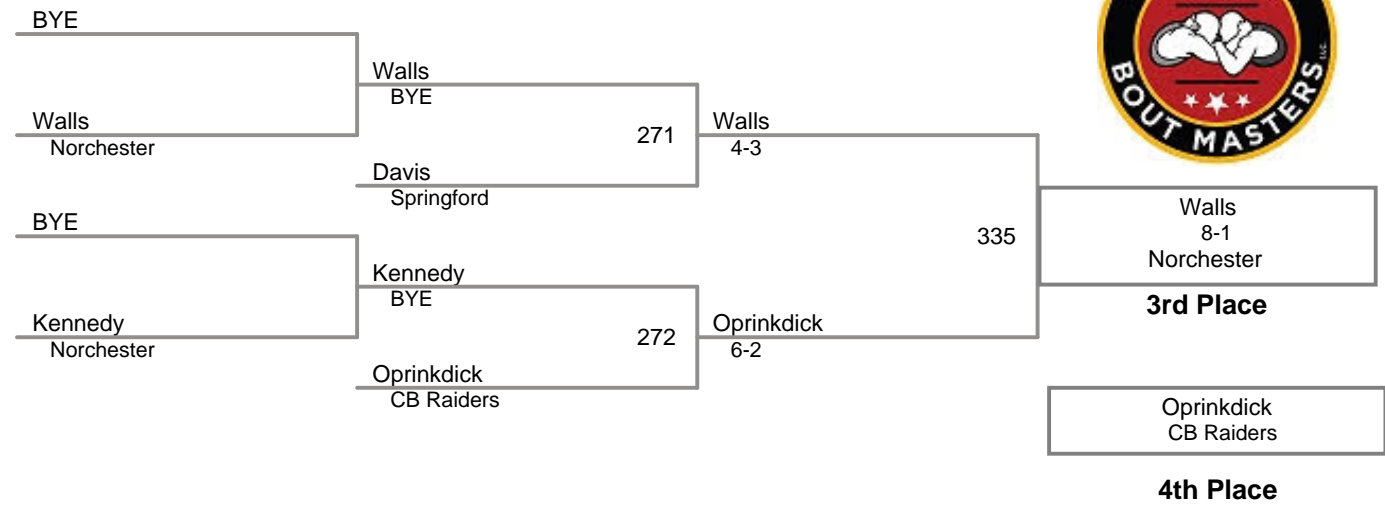 BYE
Walls
Norchester
BYE
Kennedy
Norchester
Walls
BYE
Davis
Springford
Kennedy
BYE
Oprinkdick
CB Raiders
271
272
Walls
4-3
Oprinkdick
6-2
335
BOUT MASTERS
LLC.
Walls
8-1
Norchester
3rd Place
Oprinkdick
CB Raiders
4th Place